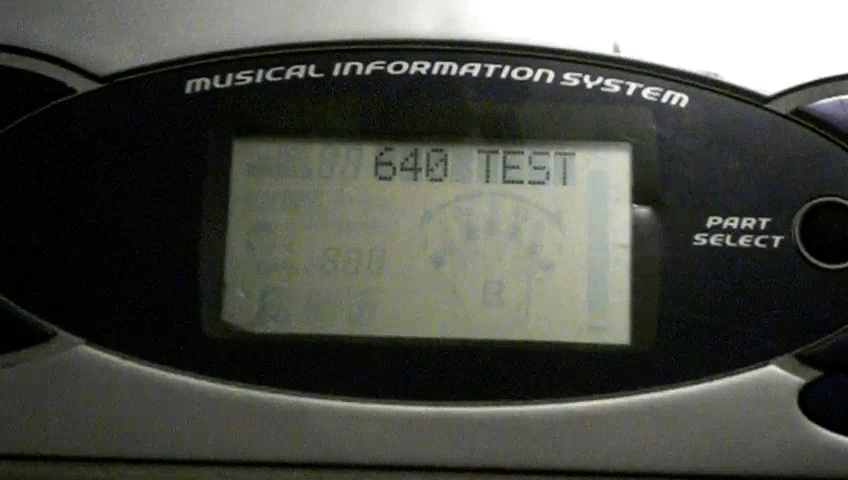 MUSICAL INFORMATION SYSTEM
640 TEST
PART
SELECT